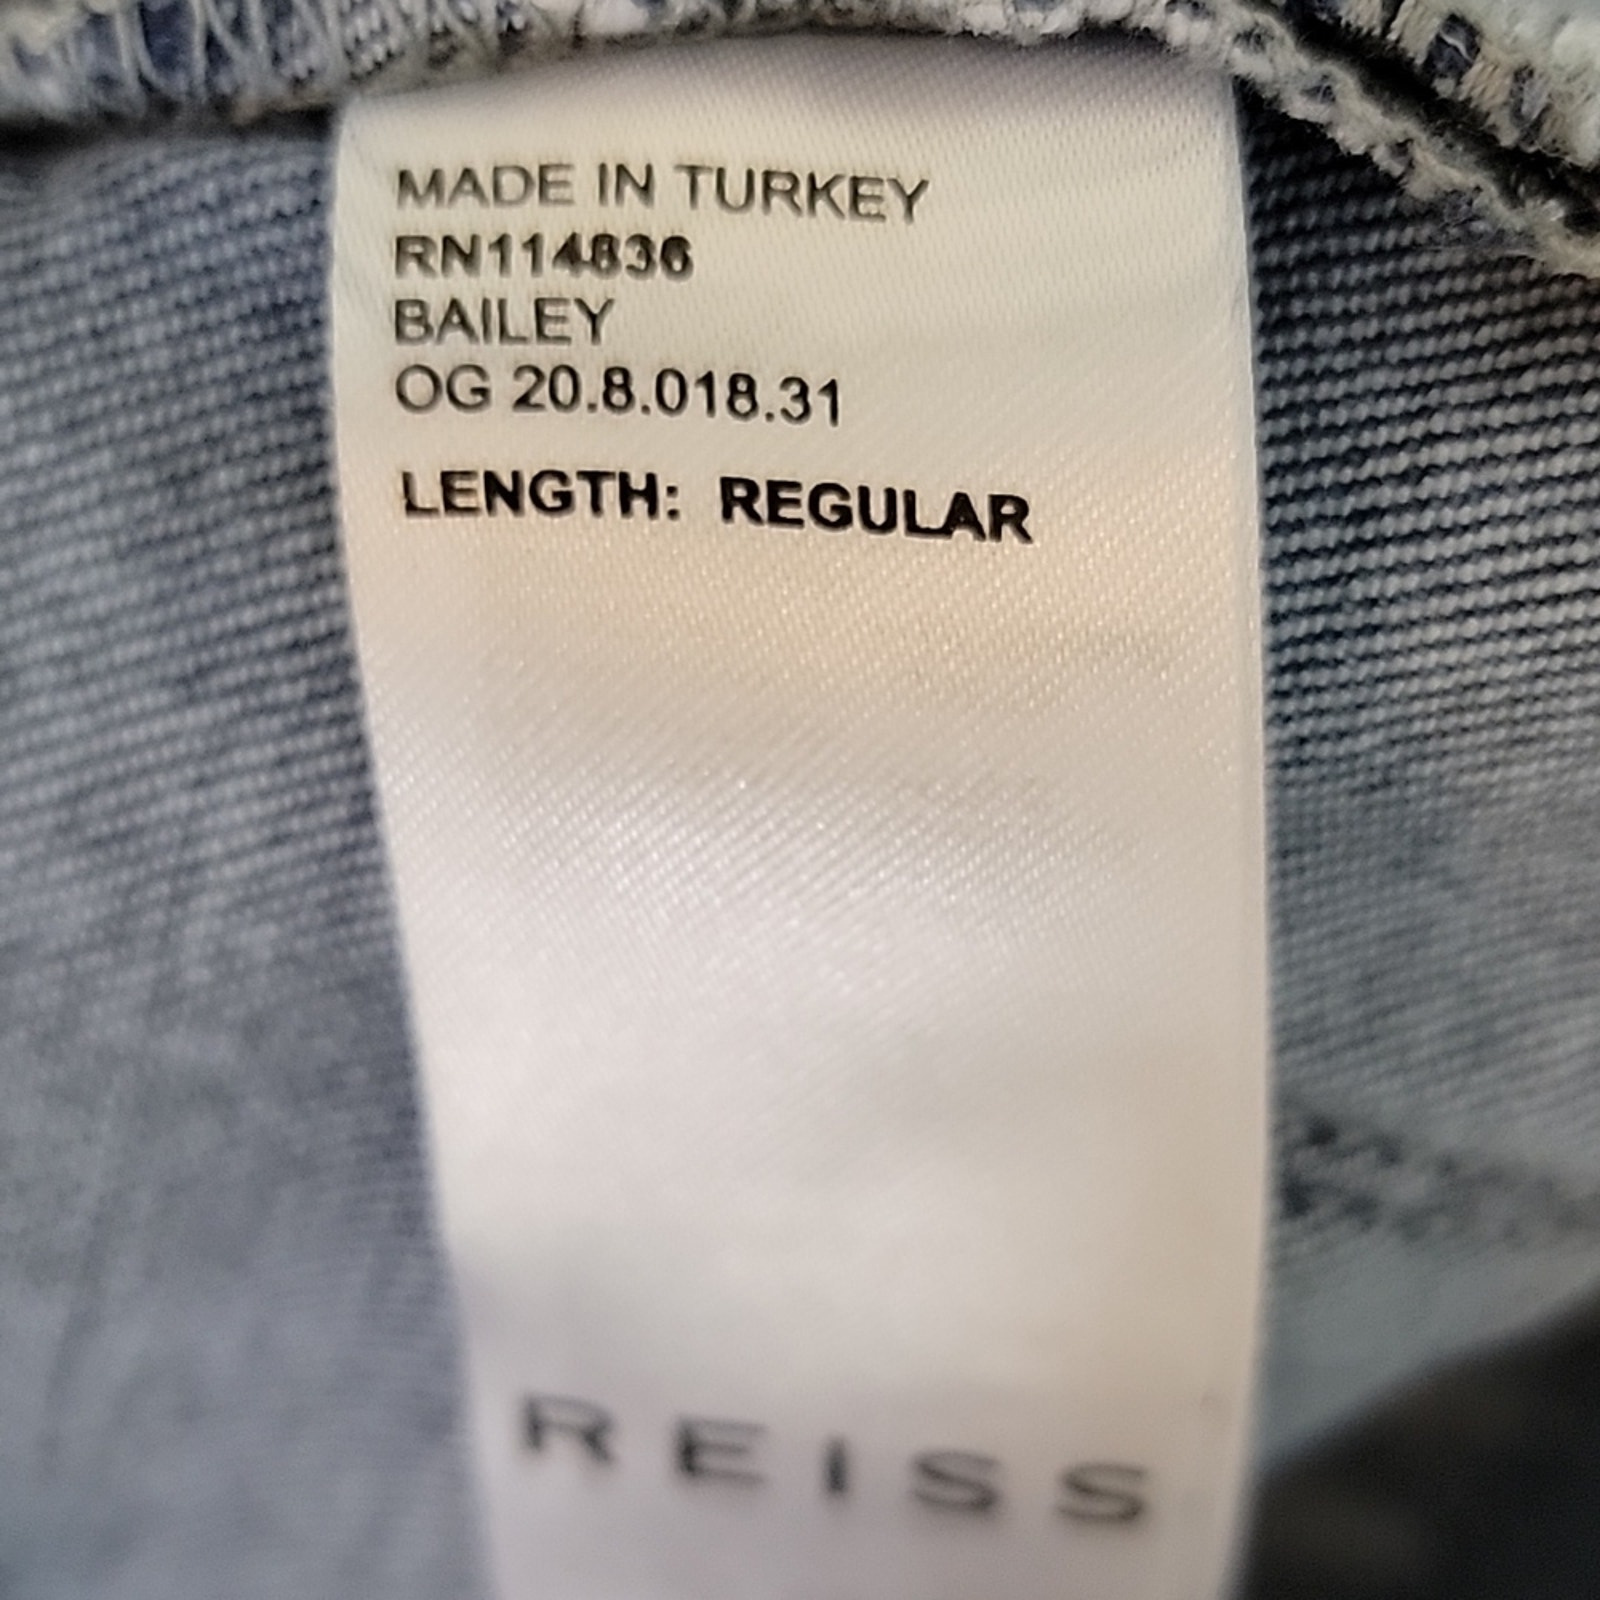 MADE IN TURKEY
RN114836
BAILEY
OG 20.8.018.31
LENGTH: REGULAR
REISS